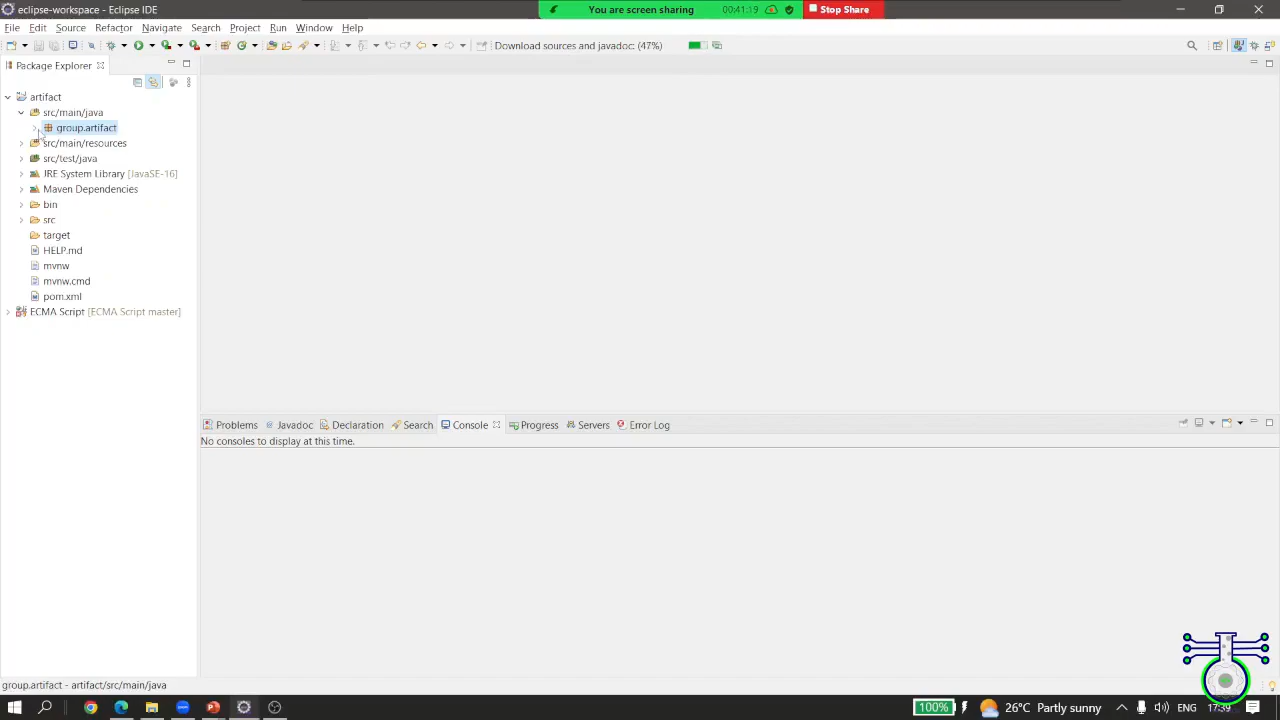 eclipse-workspace - Eclipse IDE
You are screen sharing
00:41:19
Stop Share
File Edit Source Refactor Navigate Search Project Run Window Help
Download sources and javadoc: (47%)
Package Explorer
artifact
src/main/java
group.artifact
src/main/resources
src/test/java
JRE System Library [JavaSE-16]
Maven Dependencies
bin
src
target
HELP.md
mvnw
mvnw.cmd
pom.xml
ECMA Script [ECMA Script master]
Problems Javadoc Declaration Search Console Progress Servers Error Log
No consoles to display at this time.
group.artifact - artifact/src/main/java
100%
26°C Partly sunny
ENG
17:39